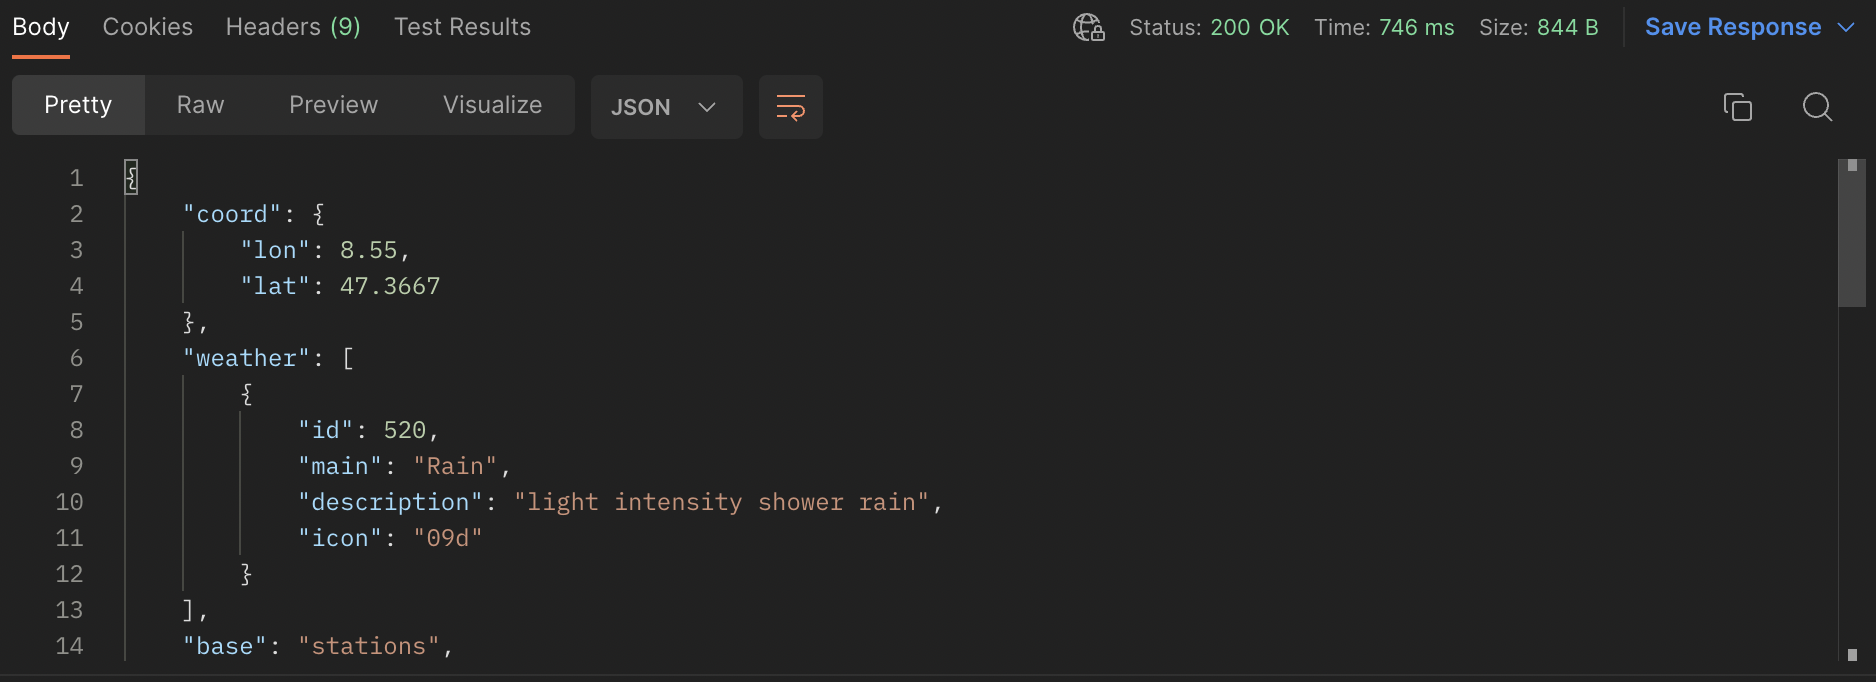 Body Cookies Headers (9) Test Results Status: 200 OK Time: 746 ms Size: 844 B Save Response
Pretty Raw Preview Visualize JSON
1 {
2 "coord": {
3 "lon": 8.55,
4 "lat": 47.3667
5 },
6 "weather": [
7 {
8 "id": 520,
9 "main": "Rain",
10 "description": "light intensity shower rain",
11 "icon": "09d"
12 }
13 ],
14 "base": "stations",